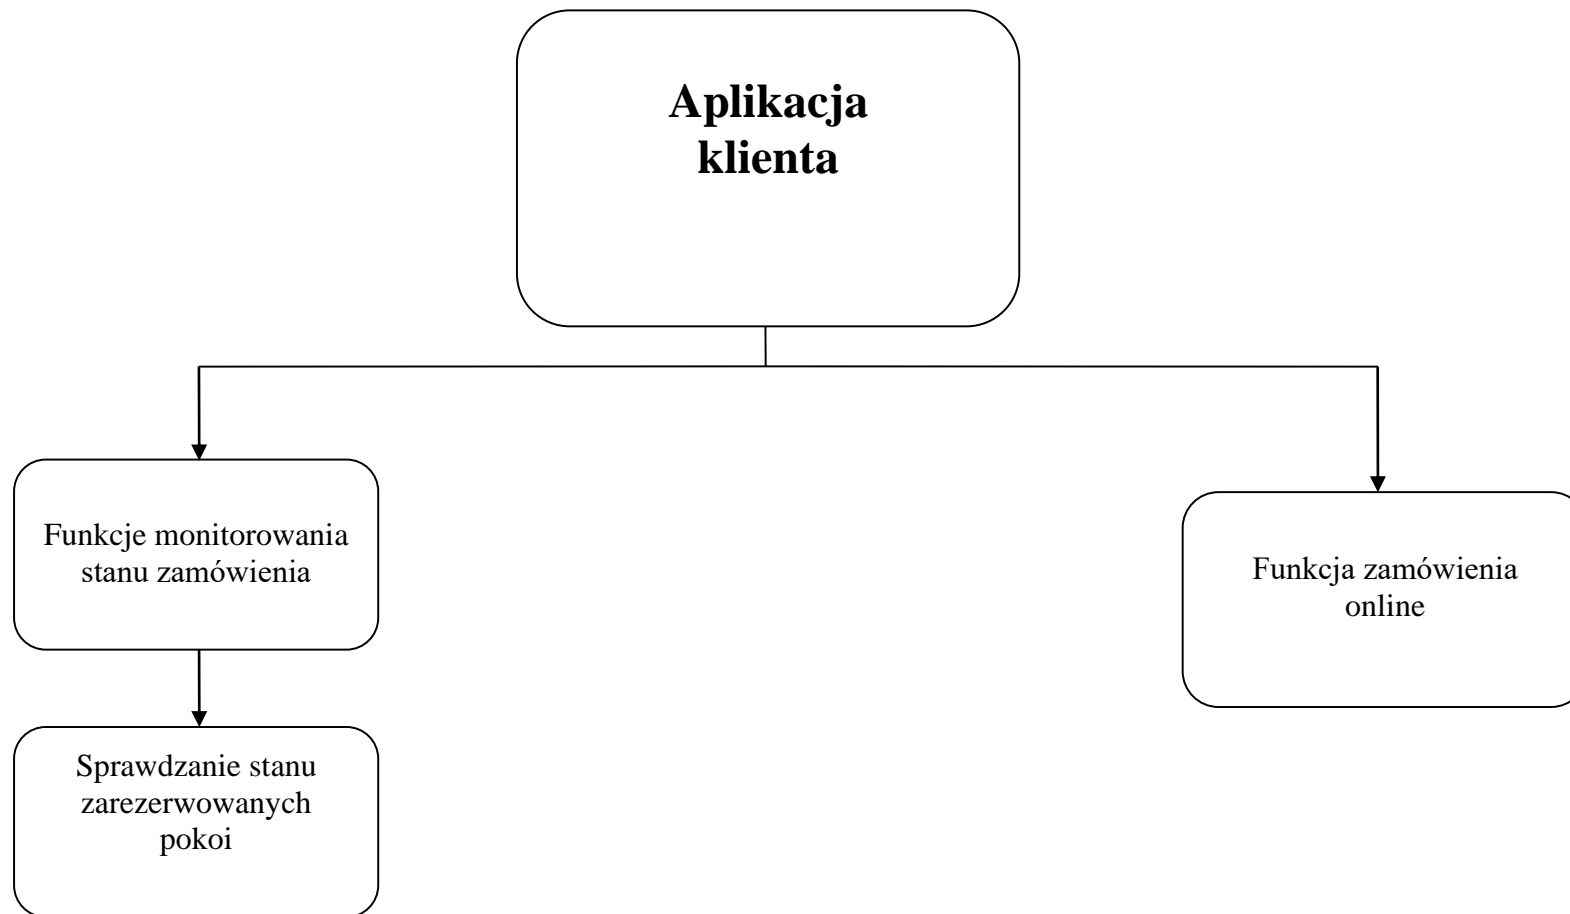 Aplikacja
klienta
Funkcje monitorowania
stanu zamówienia
Funkcja zamówienia
online
Sprawdzanie stanu
zarezerwowanych
pokoi